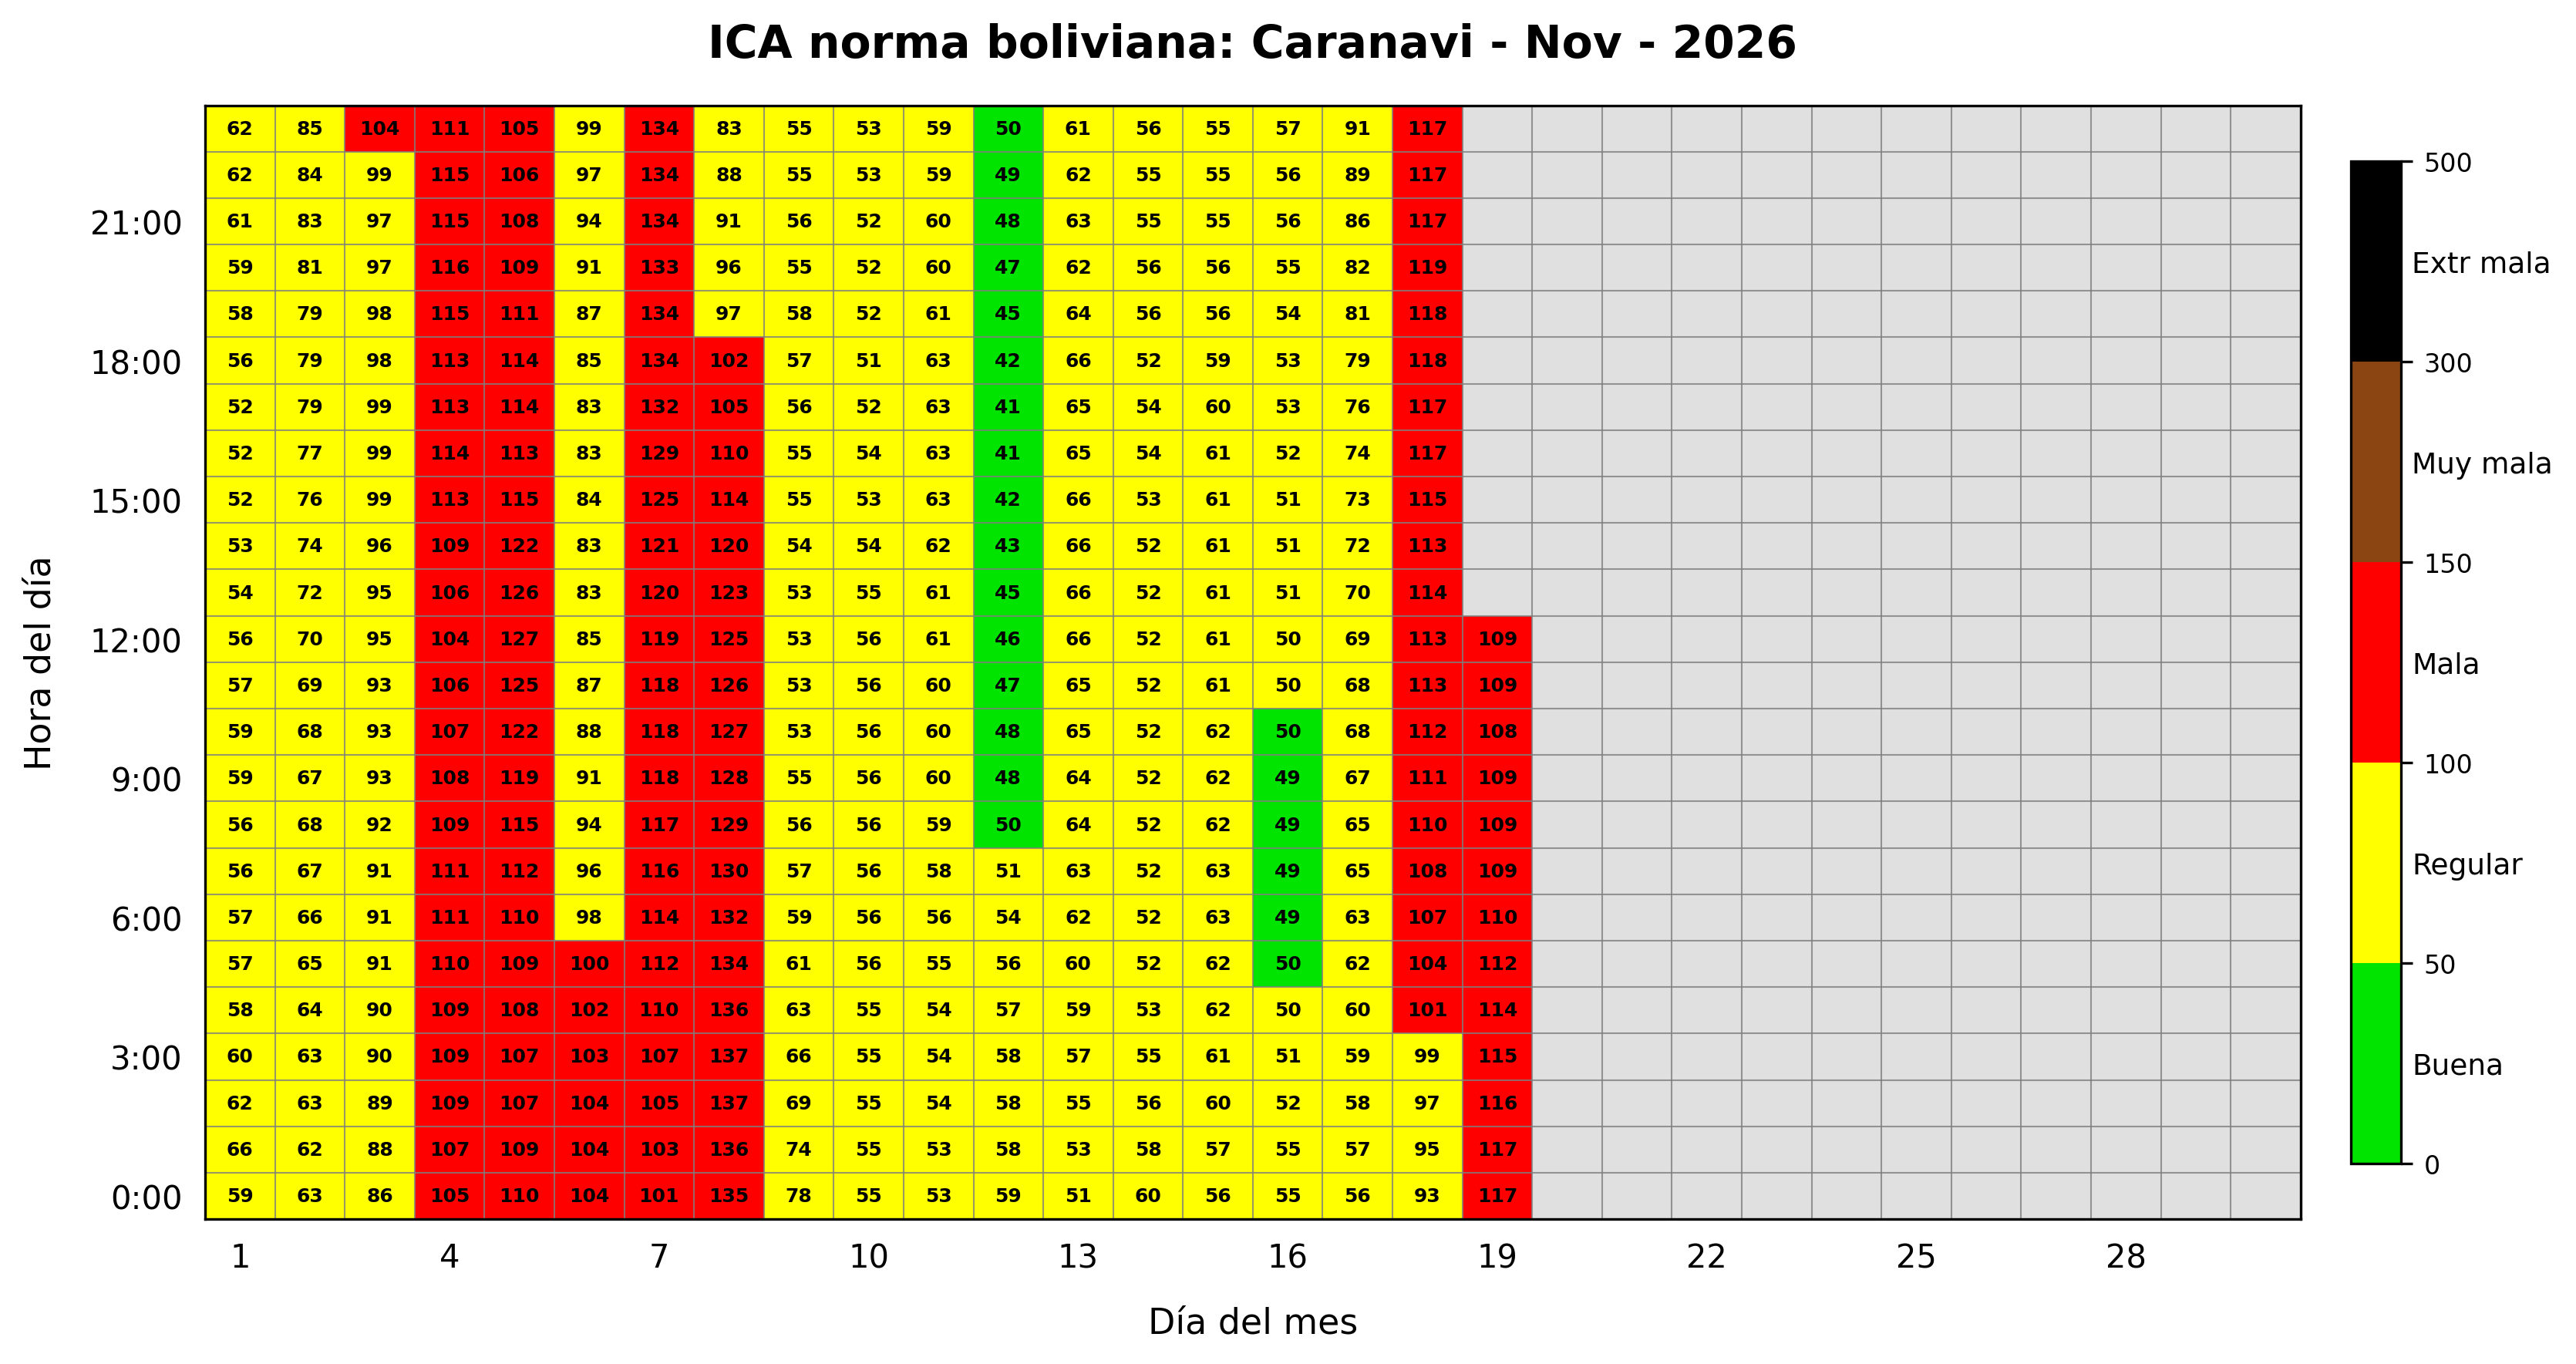 ICA norma boliviana: Caranavi - Nov - 2026
62 85 104 111 105 99 134 83 55 53 59 50 61 56 55 57 91 117
62 84 99 115 106 97 134 88 55 53 59 49 62 55 55 56 89 117
21:00 61 83 97 115 108 94 134 91 56 52 60 48 63 55 55 56 86 117
59 81 97 116 109 91 133 96 55 52 60 47 62 56 56 55 82 119
58 79 98 115 111 87 134 97 58 52 61 45 64 56 56 54 81 118
18:00 56 79 98 113 114 85 134 102 57 51 63 42 66 52 59 53 79 118
52 79 99 113 114 83 132 105 56 52 63 41 65 54 60 53 76 117
52 77 99 114 113 83 129 110 55 54 63 41 65 54 61 52 74 117
15:00 52 76 99 113 115 84 125 114 55 53 63 42 66 53 61 51 73 115
53 74 96 109 122 83 121 120 54 54 62 43 66 52 61 51 72 113
54 72 95 106 126 83 120 123 53 55 61 45 66 52 61 51 70 114
12:00 56 70 95 104 127 85 119 125 53 56 61 46 66 52 61 50 69 113 109
57 69 93 106 125 87 118 126 53 56 60 47 65 52 61 50 68 113 109
59 68 93 107 122 88 118 127 53 56 60 48 65 52 62 50 68 112 108
9:00 59 67 93 108 119 91 118 128 55 56 60 48 64 52 62 49 67 111 109
56 68 92 109 115 94 117 129 56 56 59 50 64 52 62 49 65 110 109
56 67 91 111 112 96 116 130 57 56 58 51 63 52 63 49 65 108 109
6:00 57 66 91 111 110 98 114 132 59 56 56 54 62 52 63 49 63 107 110
57 65 91 110 109 100 112 134 61 56 55 56 60 52 62 50 62 104 112
58 64 90 109 108 102 110 136 63 55 54 57 59 53 62 50 60 101 114
3:00 60 63 90 109 107 103 107 137 66 55 54 58 57 55 61 51 59 99 115
62 63 89 109 107 104 105 137 69 55 54 58 55 56 60 52 58 97 116
66 62 88 107 109 104 103 136 74 55 53 58 53 58 57 55 57 95 117
0:00 59 63 86 105 110 104 101 135 78 55 53 59 51 60 56 55 56 93 117
1 4 7 10 13 16 19 22 25 28
Día del mes
Hora del día
500
Extr mala
300
Muy mala
150
Mala
100
Regular
50
Buena
0